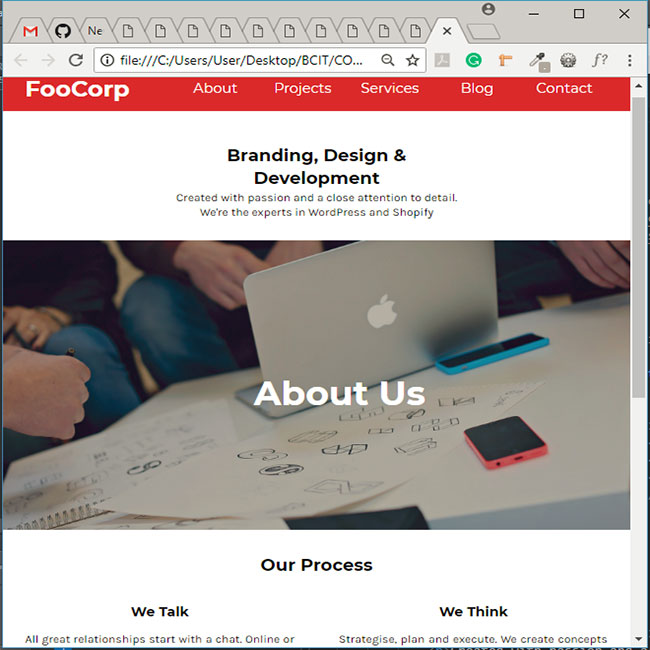 Ne
file:///C:/Users/User/Desktop/BCIT/CO...
f?
FooCorp About Projects Services Blog Contact
Branding, Design &
Development
Created with passion and a close attention to detail.
We're the experts in WordPress and Shopify
About Us
Our Process
We Talk We Think
All great relationships start with a chat. Online or Strategise, plan and execute. We create concepts